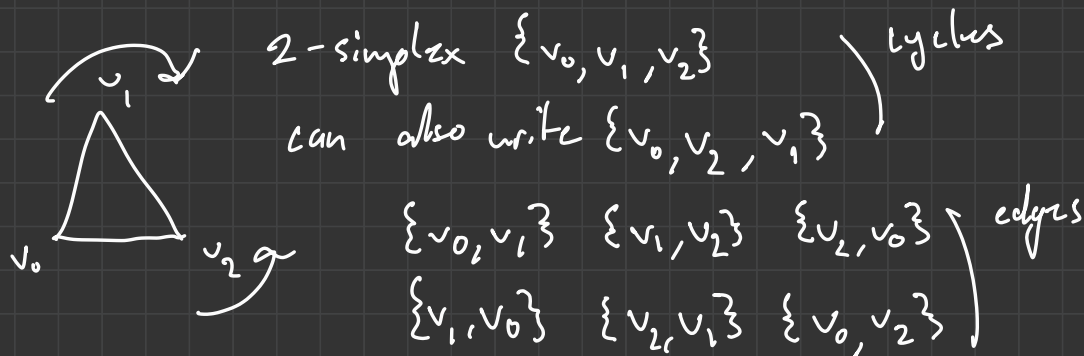 2-simplex {v₀, v₁, v₂} cycles
can also write {v₀, v₂, v₁}
v₁
v₀ v₂
{v₀, v₁} {v₁, v₂} {v₂, v₀} edges
{v₁, v₀} {v₂, v₁} {v₀, v₂}